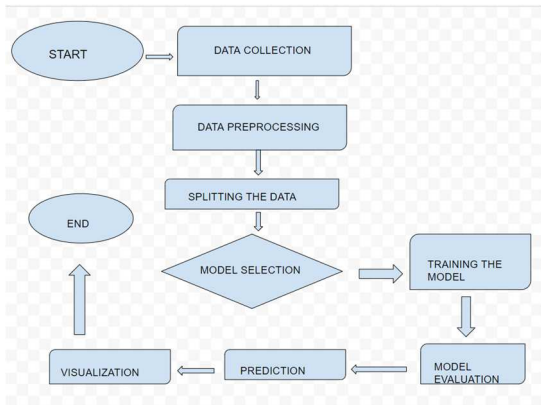 START
DATA COLLECTION
DATA PREPROCESSING
SPLITTING THE DATA
MODEL SELECTION
TRAINING THE
MODEL
MODEL
EVALUATION
PREDICTION
VISUALIZATION
END